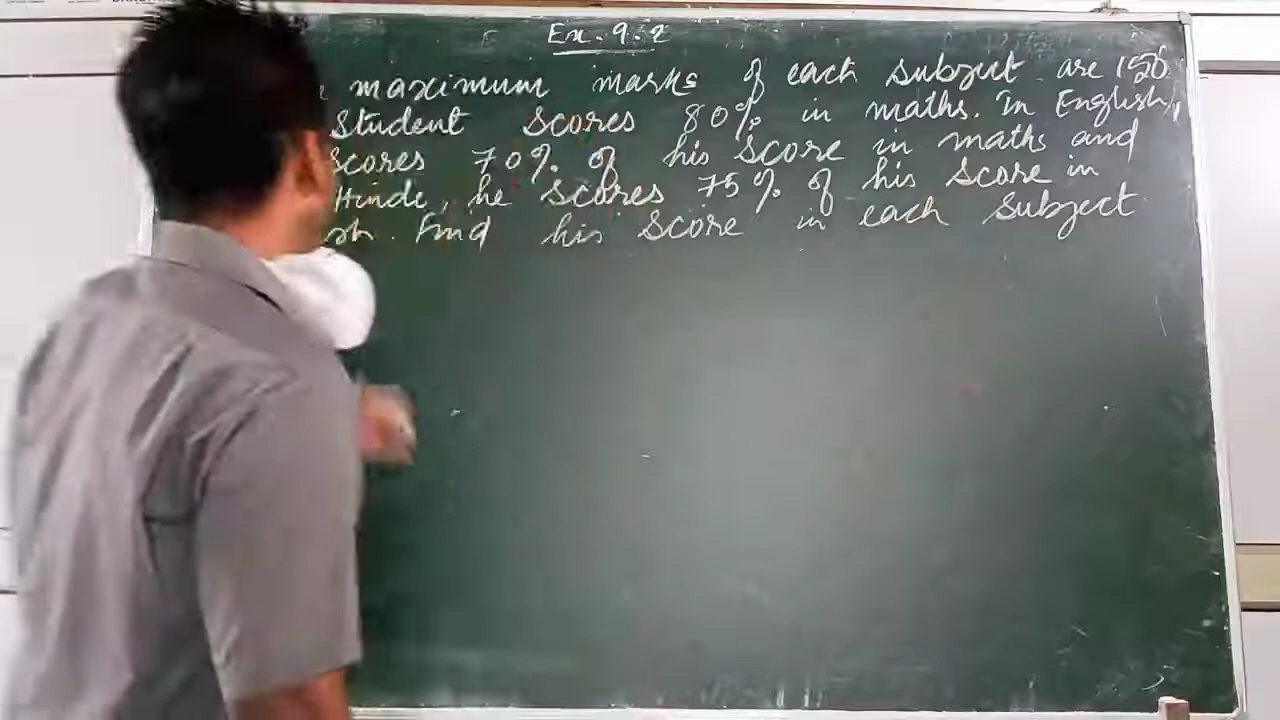 Ex. 9.2
maximum marks of each subject are 150
Student scores 80% in maths. In English,
scores 70% of his score in maths and
Hindi, he scores 75% of his score in
sh. Find his score in each subject